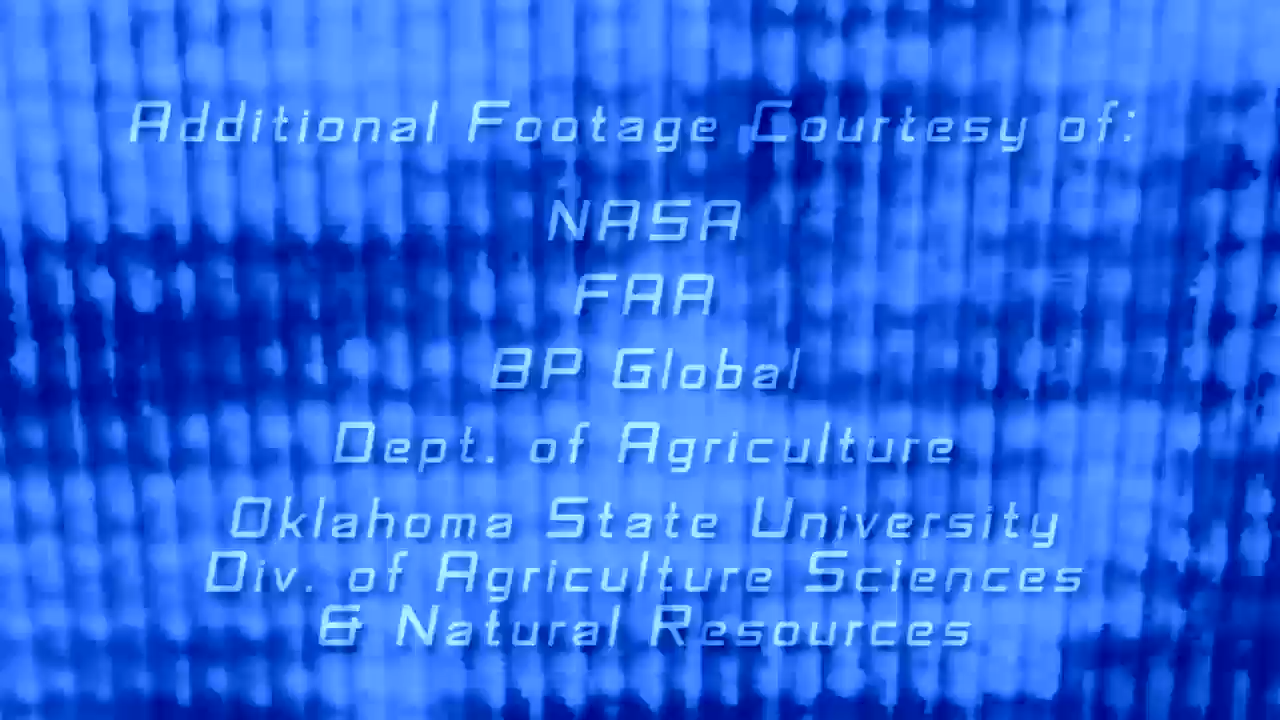 Additional Footage Courtesy of:
NASA
FAA
BP Global
Dept. of Agriculture
Oklahoma State University
Div. of Agriculture Sciences
& Natural Resources